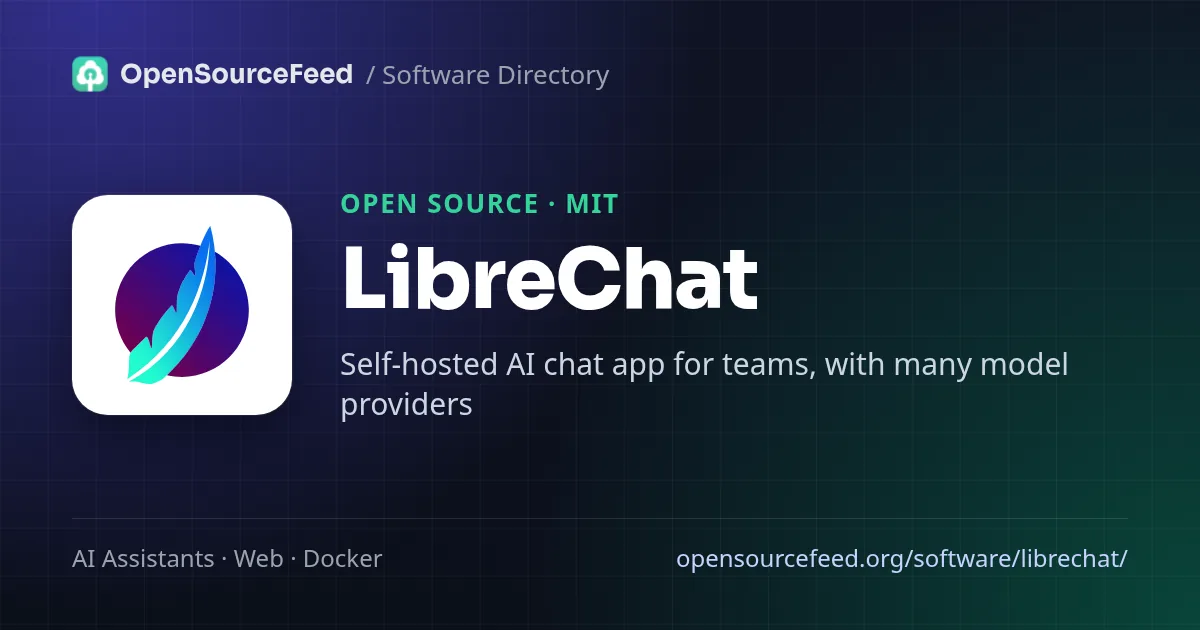 OpenSourceFeed / Software Directory
OPEN SOURCE · MIT
LibreChat
Self-hosted AI chat app for teams, with many model
providers
AI Assistants · Web · Docker
opensourcefeed.org/software/librechat/